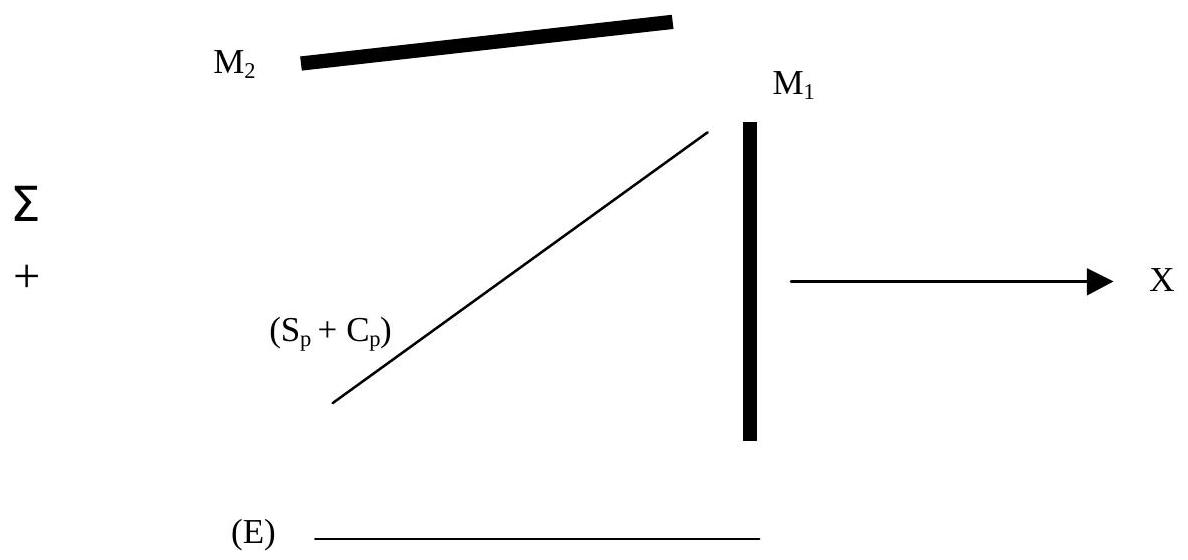 M₂
M₁
Σ
+
X
(Sₚ + Cₚ)
(E)